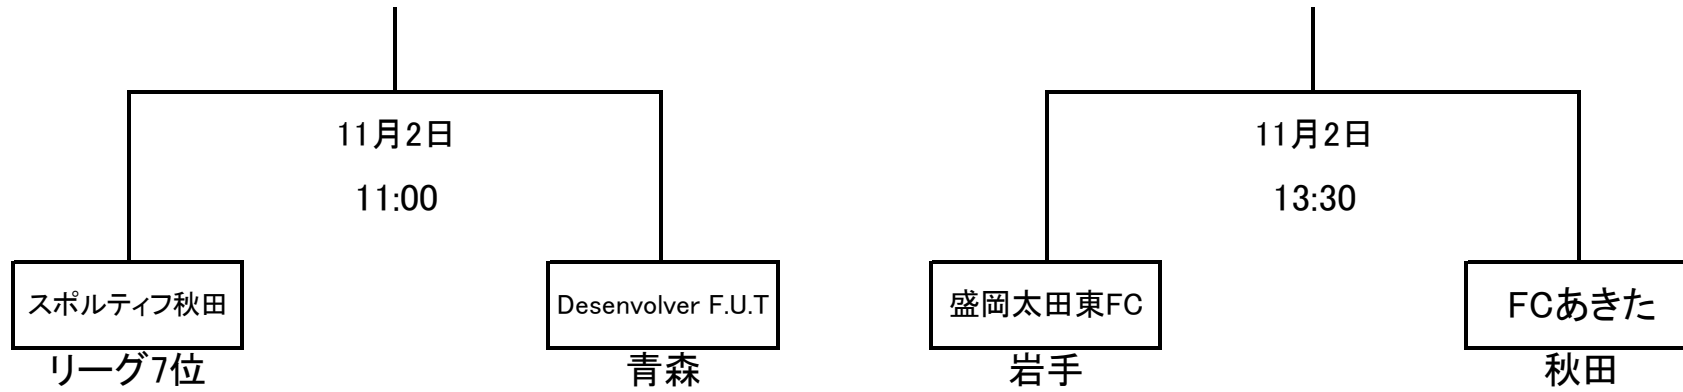 11月2日
11:00
スポルティフ秋田
Desenvolver F.U.T
リーグ7位
青森
11月2日
13:30
盛岡太田東FC
FCあきた
岩手
秋田